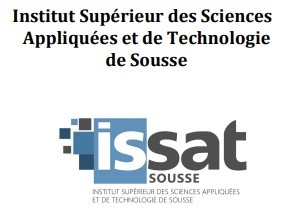 Institut Supérieur des Sciences
Appliquées et de Technologie
de Sousse
issat
SOUSSE
INSTITUT SUPÉRIEUR DES SCIENCES APPLIQUÉES
ET DE TECHNOLOGIE DE SOUSSE